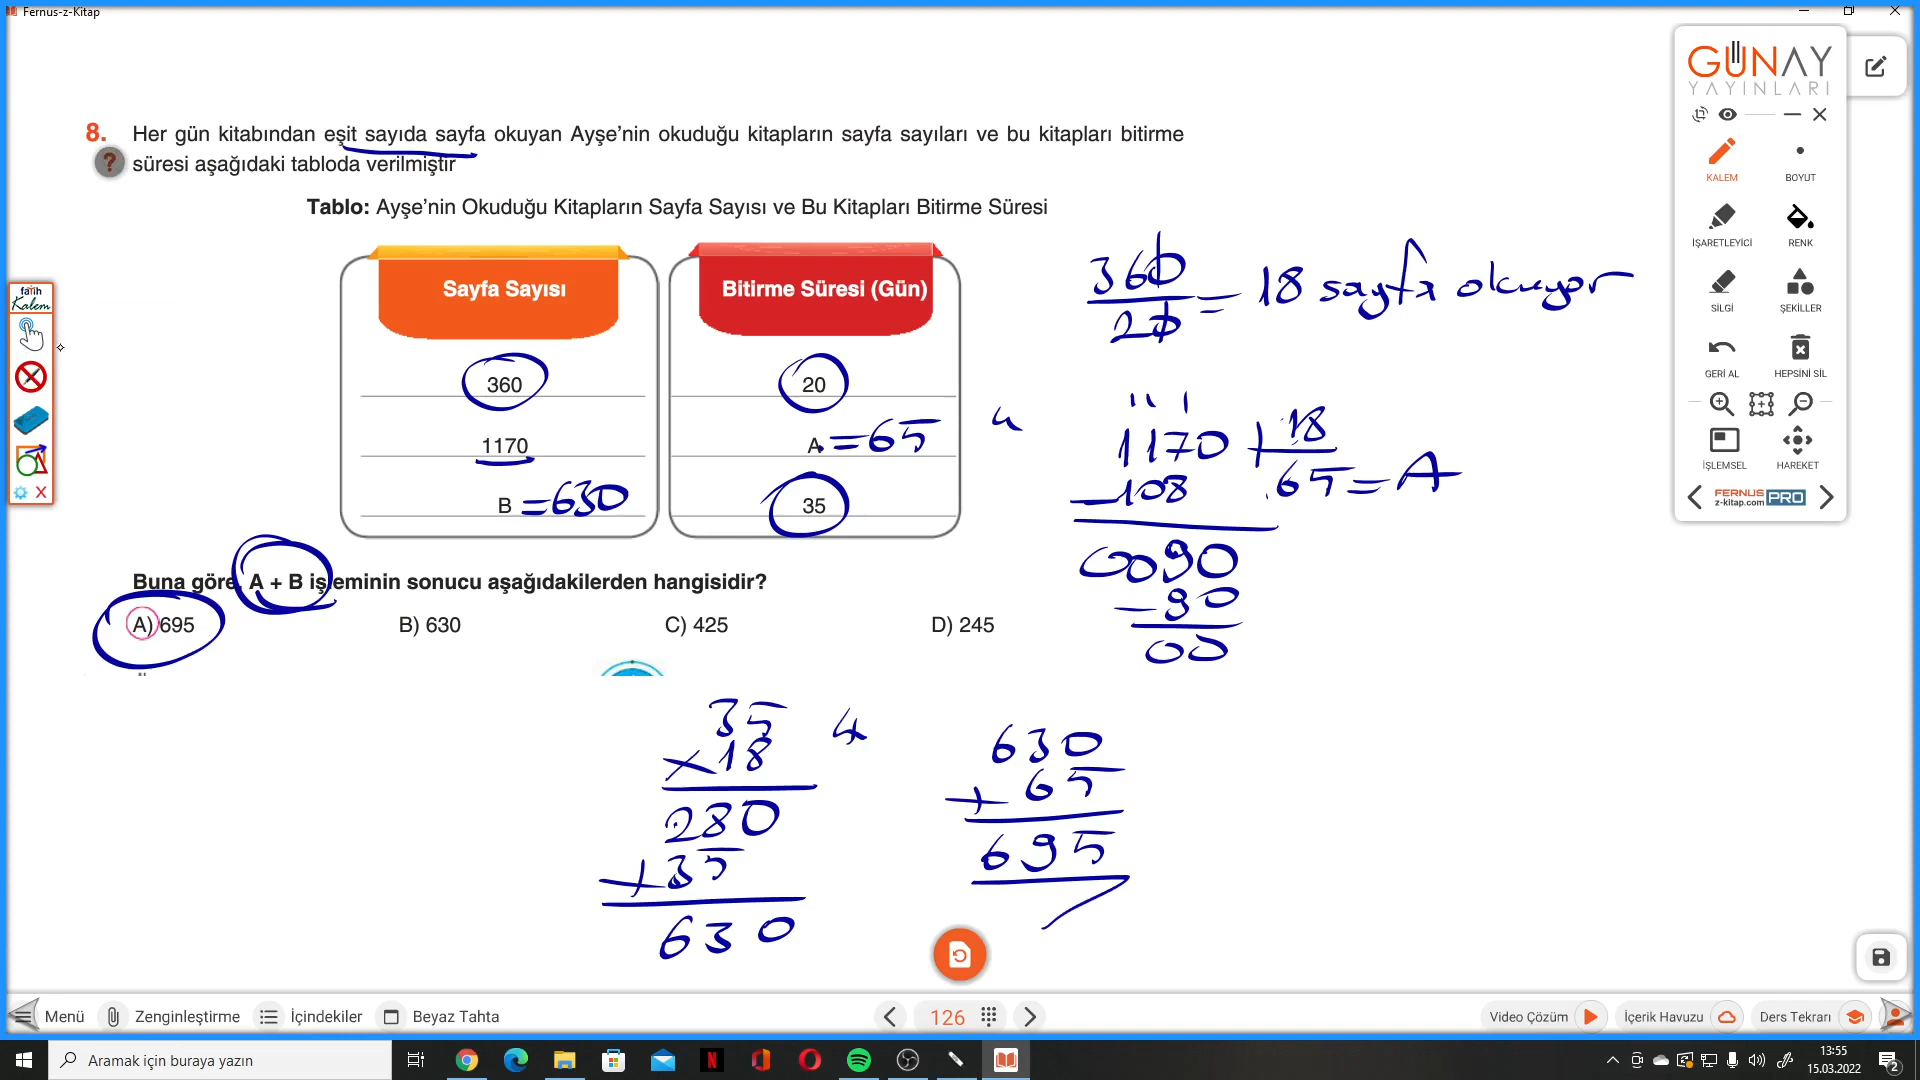 Fernus-z-Kitap
GÜNAY
YAYINLARI
8. Her gün kitabından eşit sayıda sayfa okuyan Ayşe'nin okuduğu kitapların sayfa sayıları ve bu kitapları bitirme
? süresi aşağıdaki tabloda verilmiştir
Tablo: Ayşe'nin Okuduğu Kitapların Sayfa Sayısı ve Bu Kitapları Bitirme Süresi
Sayfa Sayısı
360
1170
B = 630
Bitirme Süresi (Gün)
20
A = 65
35
360
20 = 18 sayfa okuyor
1170 18
-108 65 = A
0090
-90
00
Buna göre, A + B işleminin sonucu aşağıdakilerden hangisidir?
A) 695 B) 630 C) 425 D) 245
35
x18
280
+35
630
630
+ 65
695
fatih
Kalem
KALEM BOYUT
İŞARETLEYİCİ RENK
SİLGİ ŞEKİLLER
GERİ AL HEPSİNİ SİL
İŞLEMSEL HAREKET
FERNUS PRO
z-kitap.com
Menü Zenginleştirme İçindekiler Beyaz Tahta 126 Video Çözüm İçerik Havuzu Ders Tekrarı
Aramak için buraya yazın
13:55
15.03.2022
2